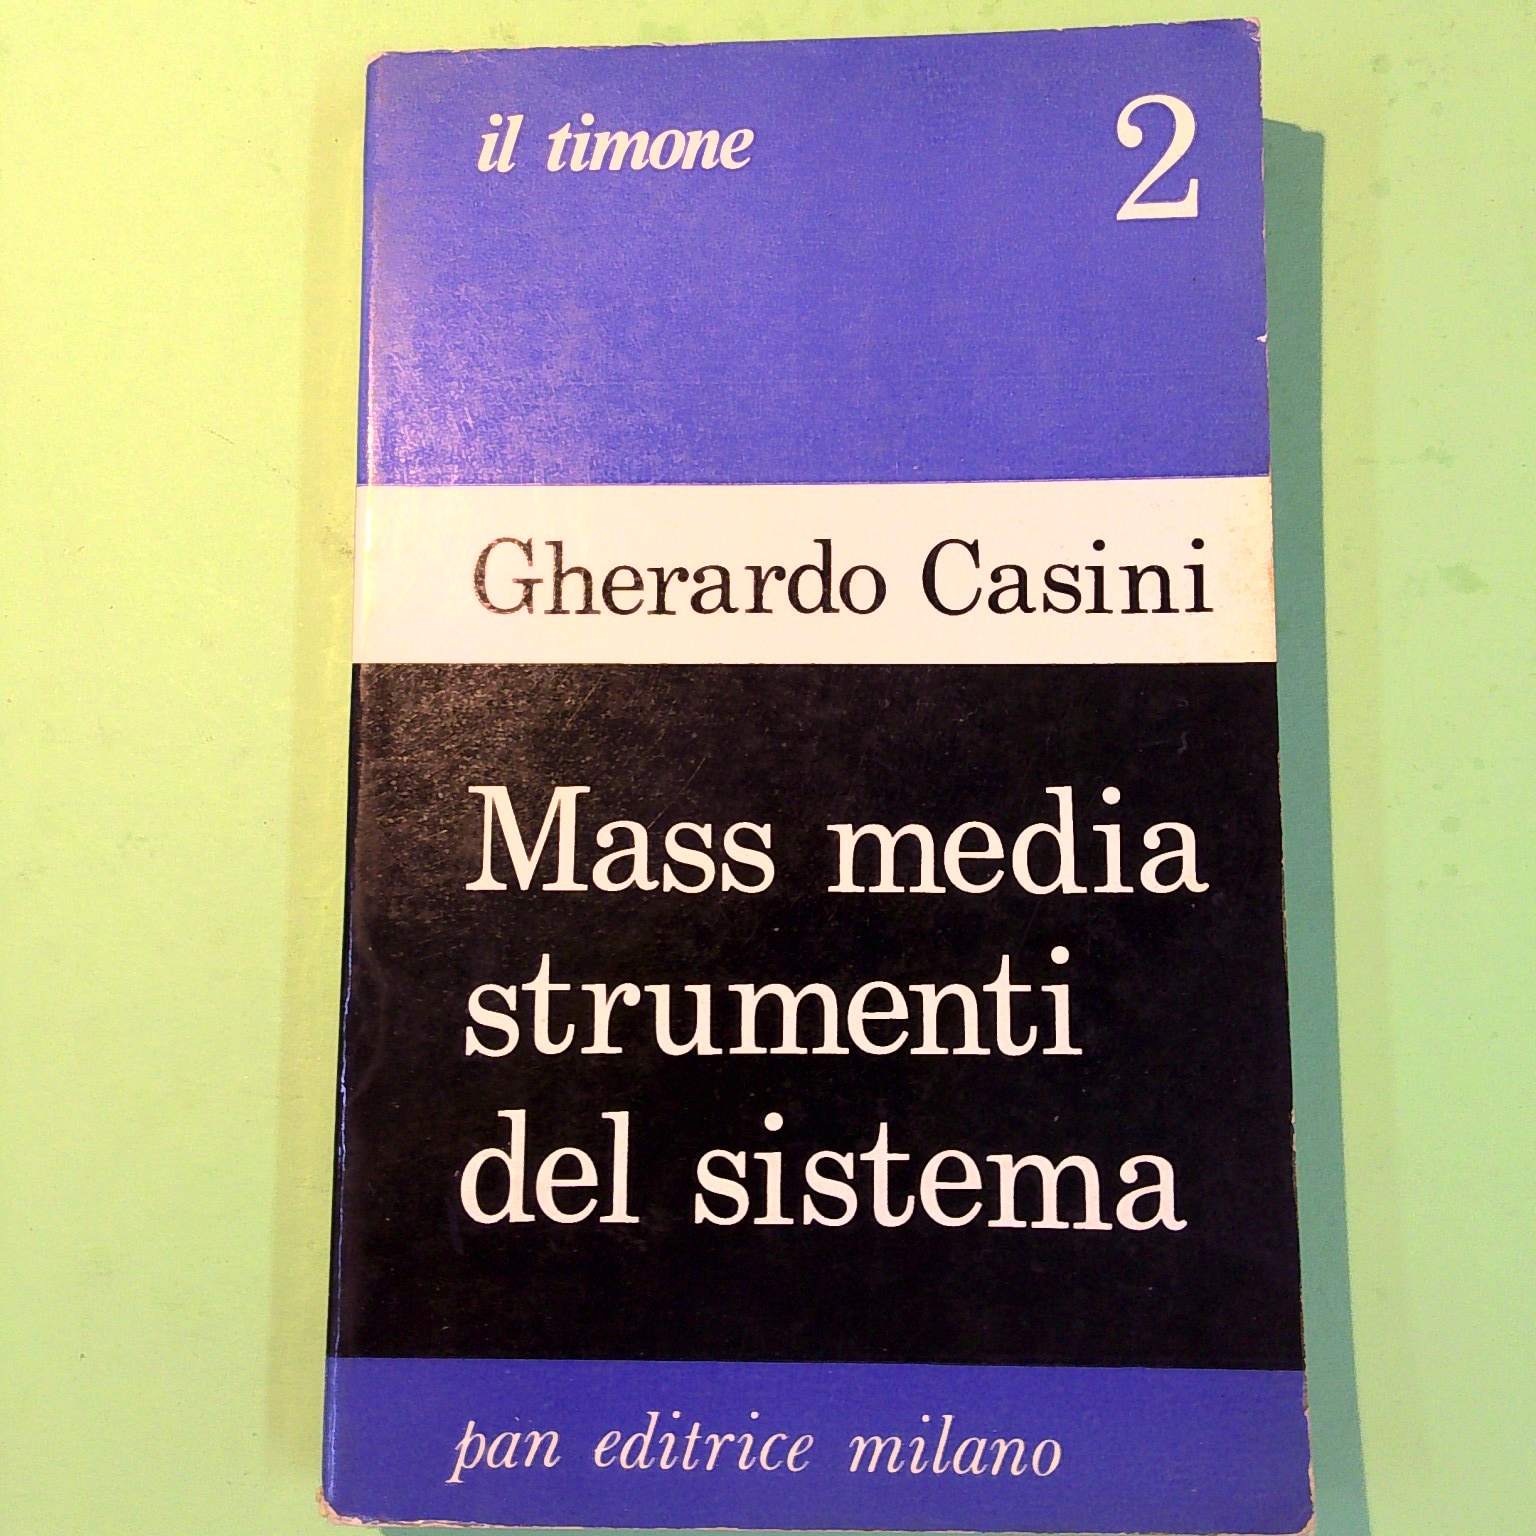 il timone
2
Gherardo Casini
Mass media
strumenti
del sistema
pan editrice milano